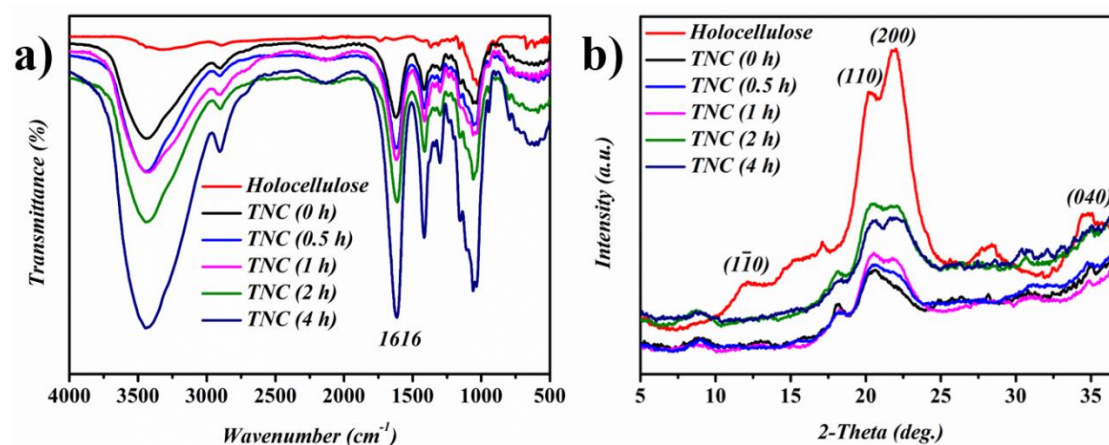 a)
Transmittance (%)
Holocellulose
TNC (0 h)
TNC (0.5 h)
TNC (1 h)
TNC (2 h)
TNC (4 h)
1616
4000 3500 3000 2500 2000 1500 1000 500
Wavenumber (cm⁻¹)
b)
Intensity (a.u.)
Holocellulose
TNC (0 h)
TNC (0.5 h)
TNC (1 h)
TNC (2 h)
TNC (4 h)
(200)
(110)
(040)
(11̄0)
5 10 15 20 25 30 35
2-Theta (deg.)